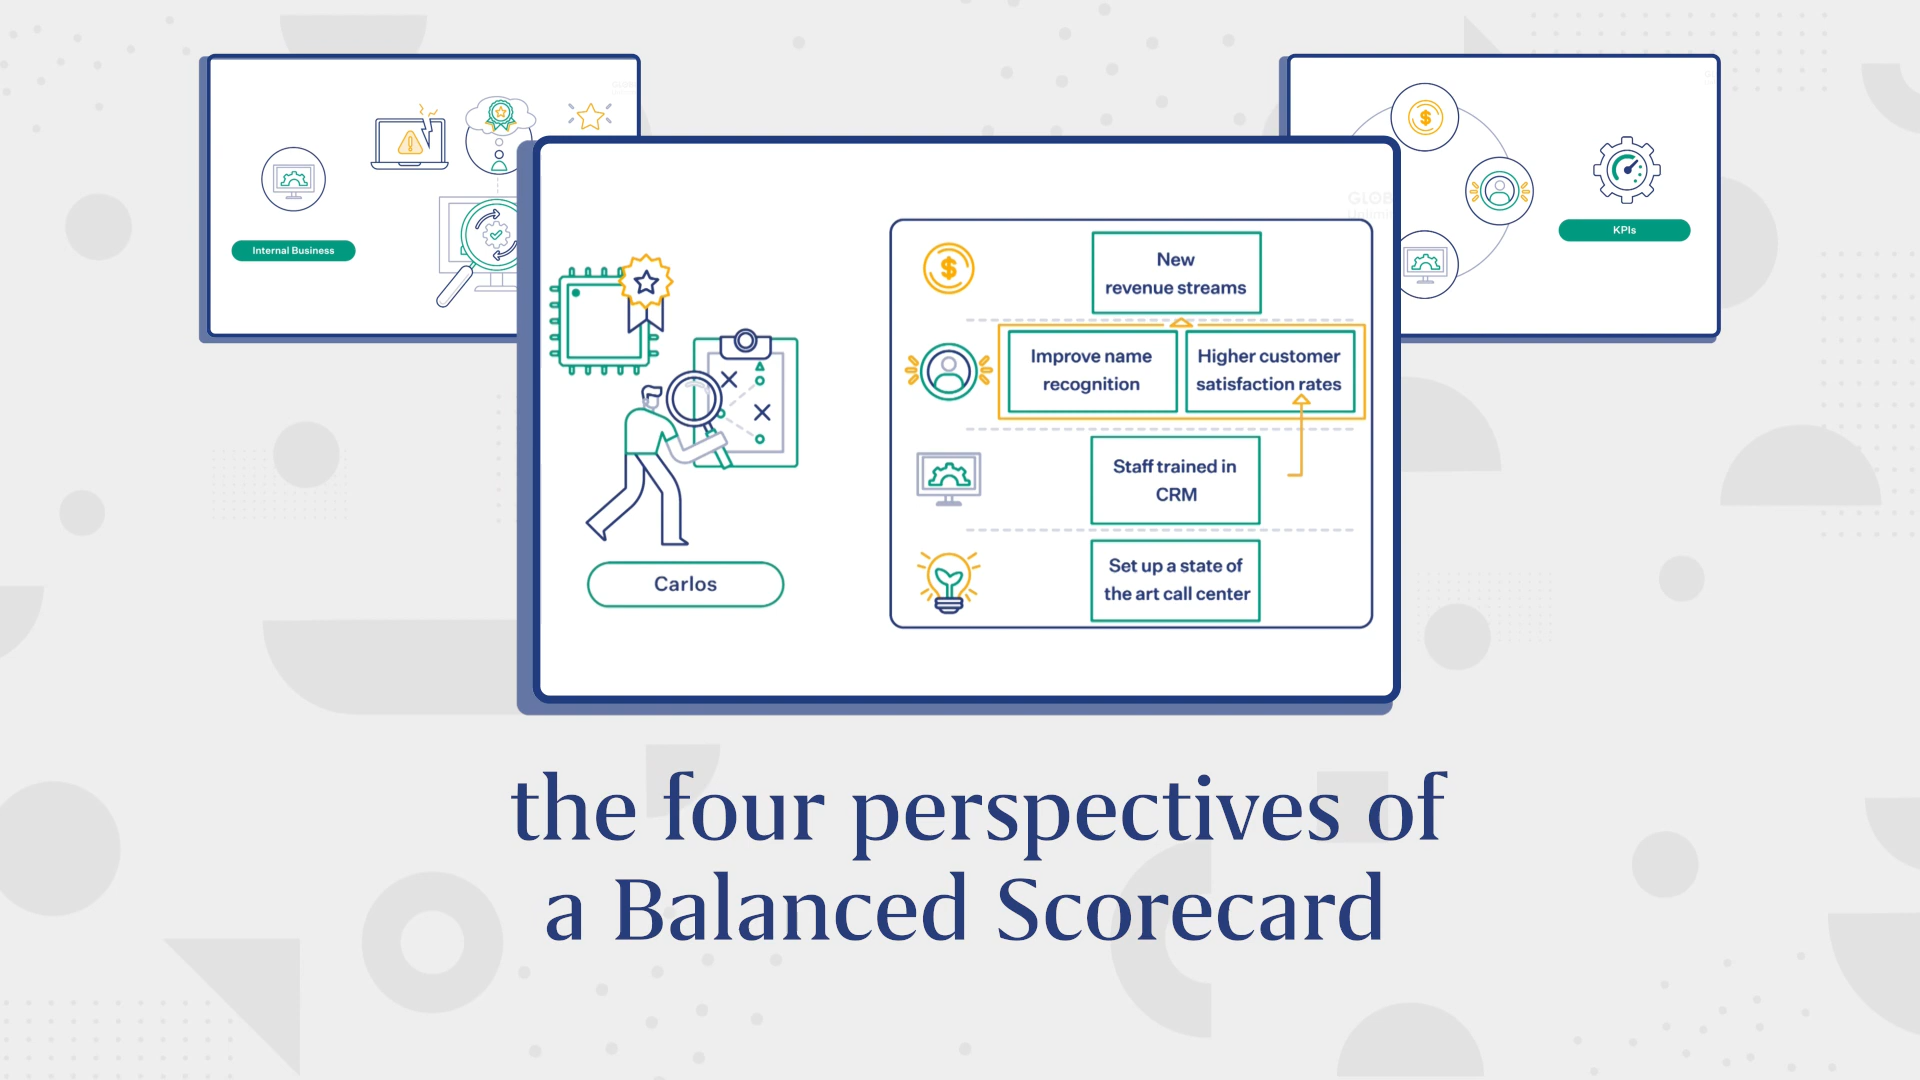 Internal Business
KPIs
GLOB
New
revenue streams
Improve name
recognition
Higher customer
satisfaction rates
Staff trained in
CRM
Set up a state of
the art call center
Carlos
the four perspectives of
a Balanced Scorecard